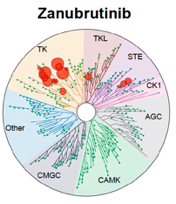 Zanubrutinib
TK
TKL
STE
CK1
AGC
CAMK
CMGC
Other